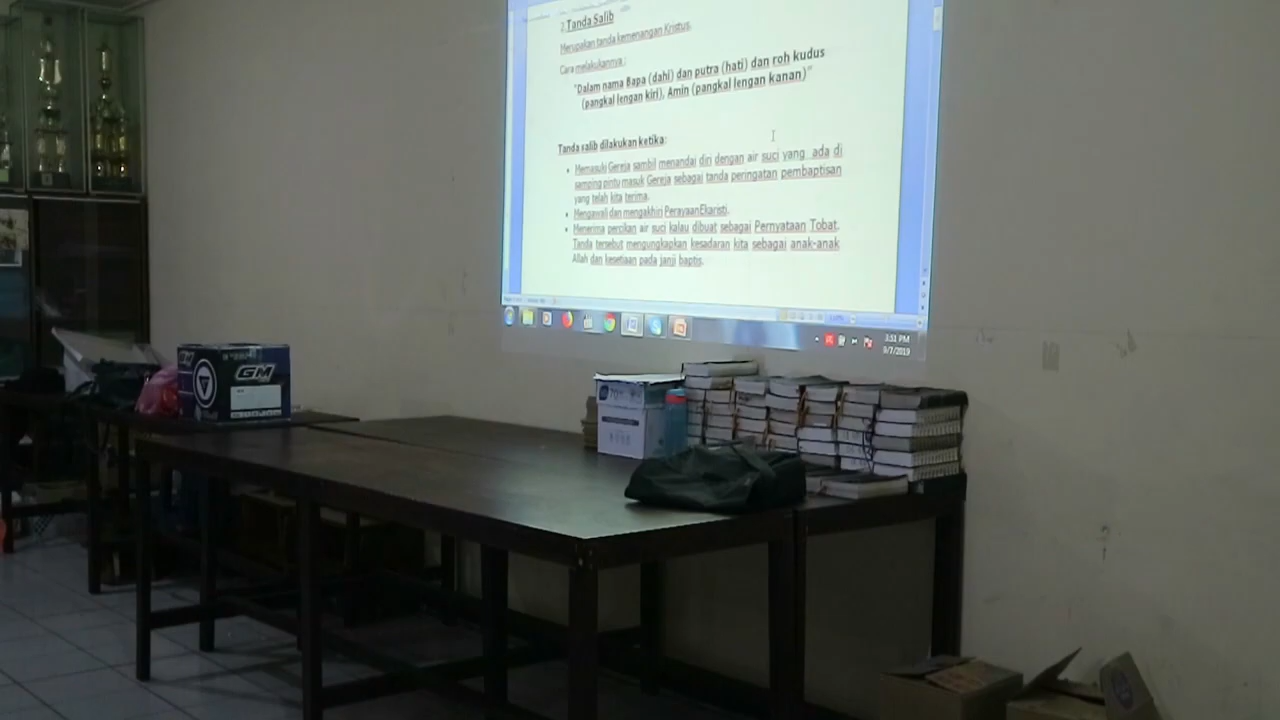 2.Tanda Salib
Merupakan tanda kemenangan Kristus.
Cara melakukannya :
"Dalam nama Bapa (dahi) dan putra (hati) dan roh kudus
(pangkal lengan kiri), Amin (pangkal lengan kanan)"
Tanda salib dilakukan ketika:
• Memasuki Gereja sambil menandai diri dengan air suci yang ada di
samping pintu masuk Gereja sebagai tanda peringatan pembaptisan
yang telah kita terima.
• Mengawali dan mengakhiri PerayaanEkaristi.
• Menerima percikan air suci kalau dibuat sebagai Pernyataan Tobat.
Tanda tersebut mengungkapkan kesadaran kita sebagai anak-anak
Allah dan kesetiaan pada janji baptis.
3:51 PM
9/7/2019
GM